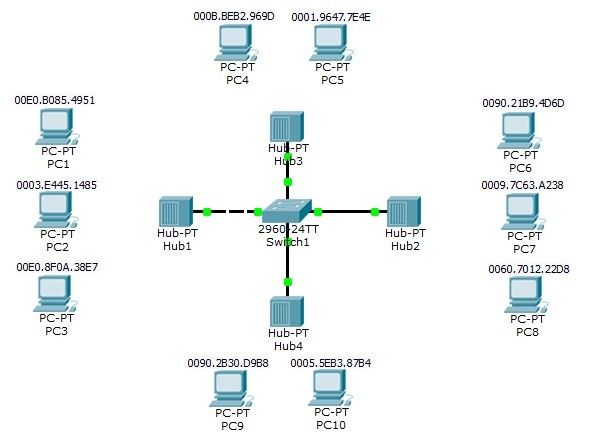 000B.BEB2.969D
0001.9647.7E4E
PC-PT
PC4
PC-PT
PC5
00E0.B085.4951
PC-PT
PC1
Hub-PT
Hub3
0090.21B9.4D6D
PC-PT
PC6
0003.E445.1485
PC-PT
PC2
Hub-PT
Hub1
2960-24TT
Switch1
Hub-PT
Hub2
0009.7C63.A238
PC-PT
PC7
00E0.8F0A.38E7
PC-PT
PC3
Hub-PT
Hub4
0060.7012.22D8
PC-PT
PC8
0090.2B30.D9B8
PC-PT
PC9
0005.5EB3.87B4
PC-PT
PC10